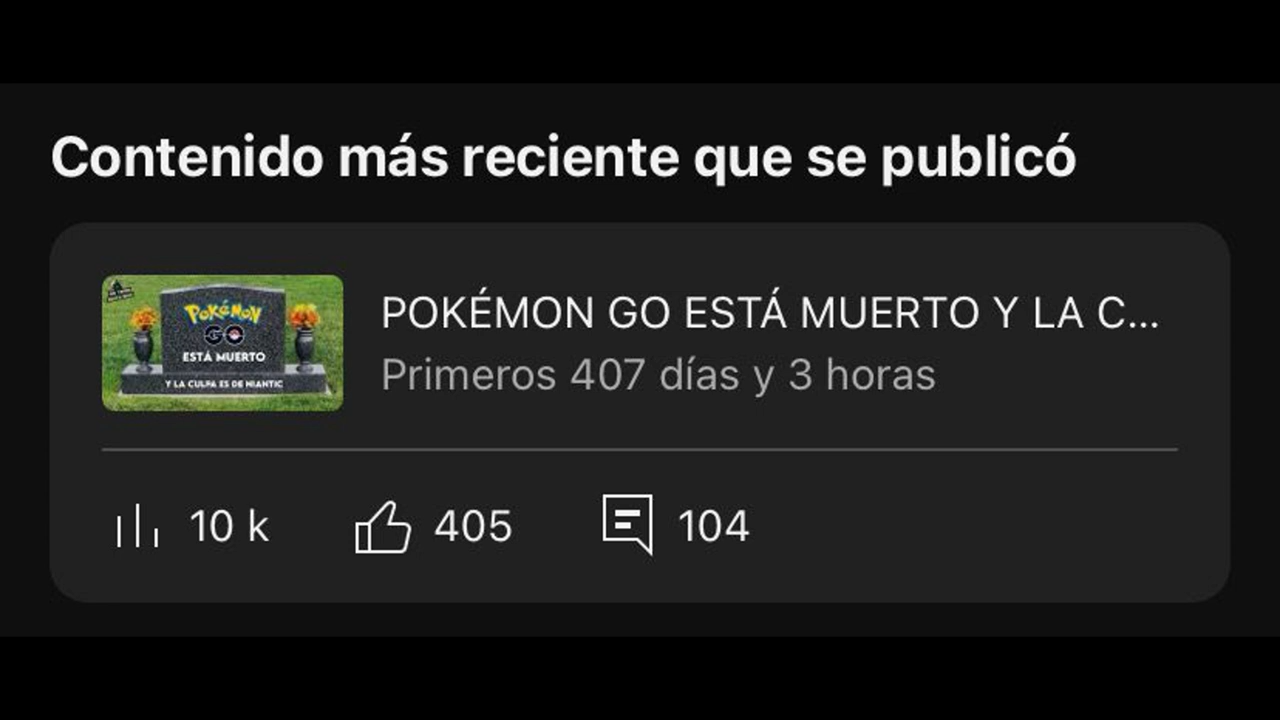 Contenido más reciente que se publicó
Pokémon
GO
ESTÁ MUERTO
Y LA CULPA ES DE NIANTIC
POKÉMON GO ESTÁ MUERTO Y LA C...
Primeros 407 días y 3 horas
10 k
405
104